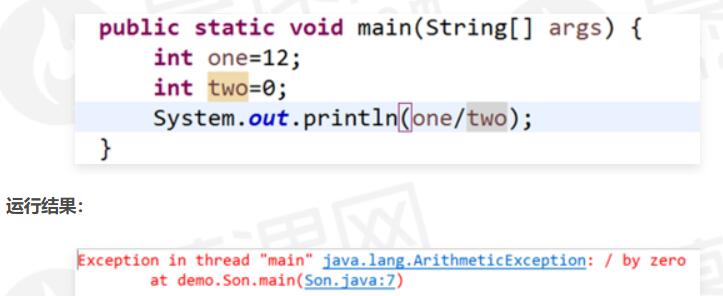 public static void main(String[] args) {
int one=12;
int two=0;
System.out.println(one/two);
}
运行结果：
Exception in thread "main" java.lang.ArithmeticException: / by zero
at demo.Son.main(Son.java:7)